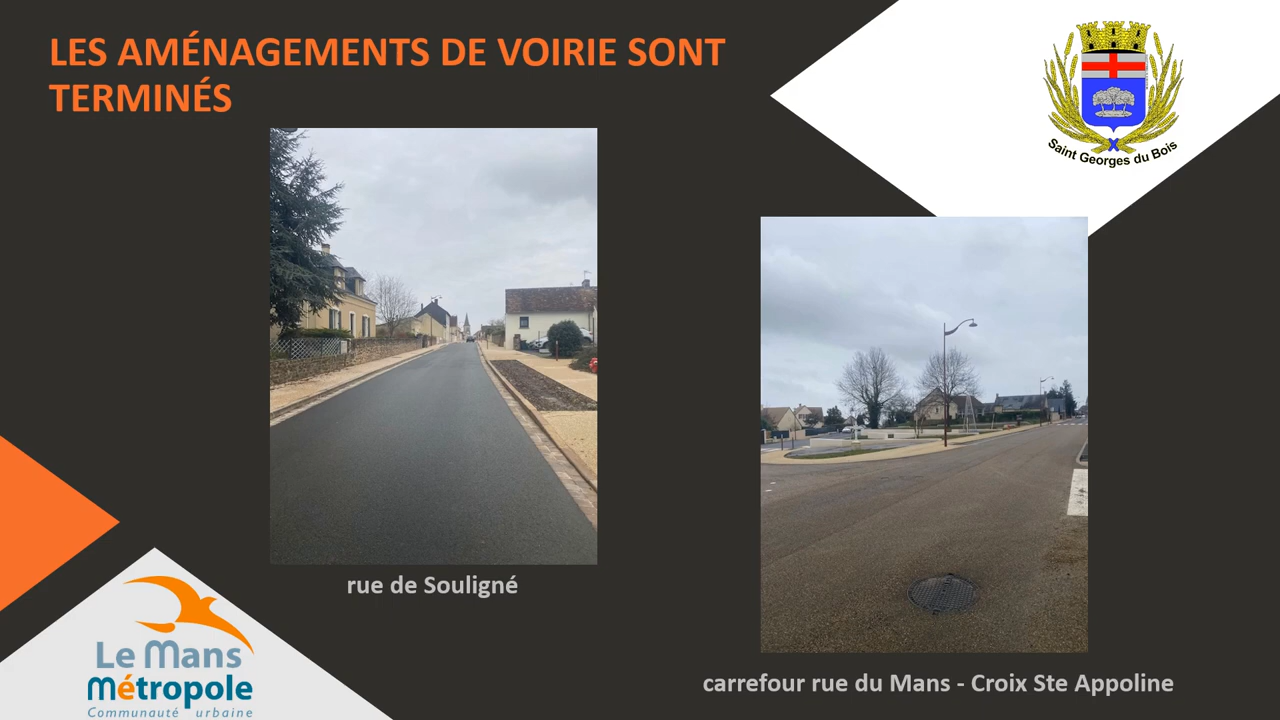 LES AMÉNAGEMENTS DE VOIRIE SONT
TERMINÉS
Saint Georges du Bois
rue de Souligné
carrefour rue du Mans - Croix Ste Appoline
Le Mans
Métropole
Communauté urbaine